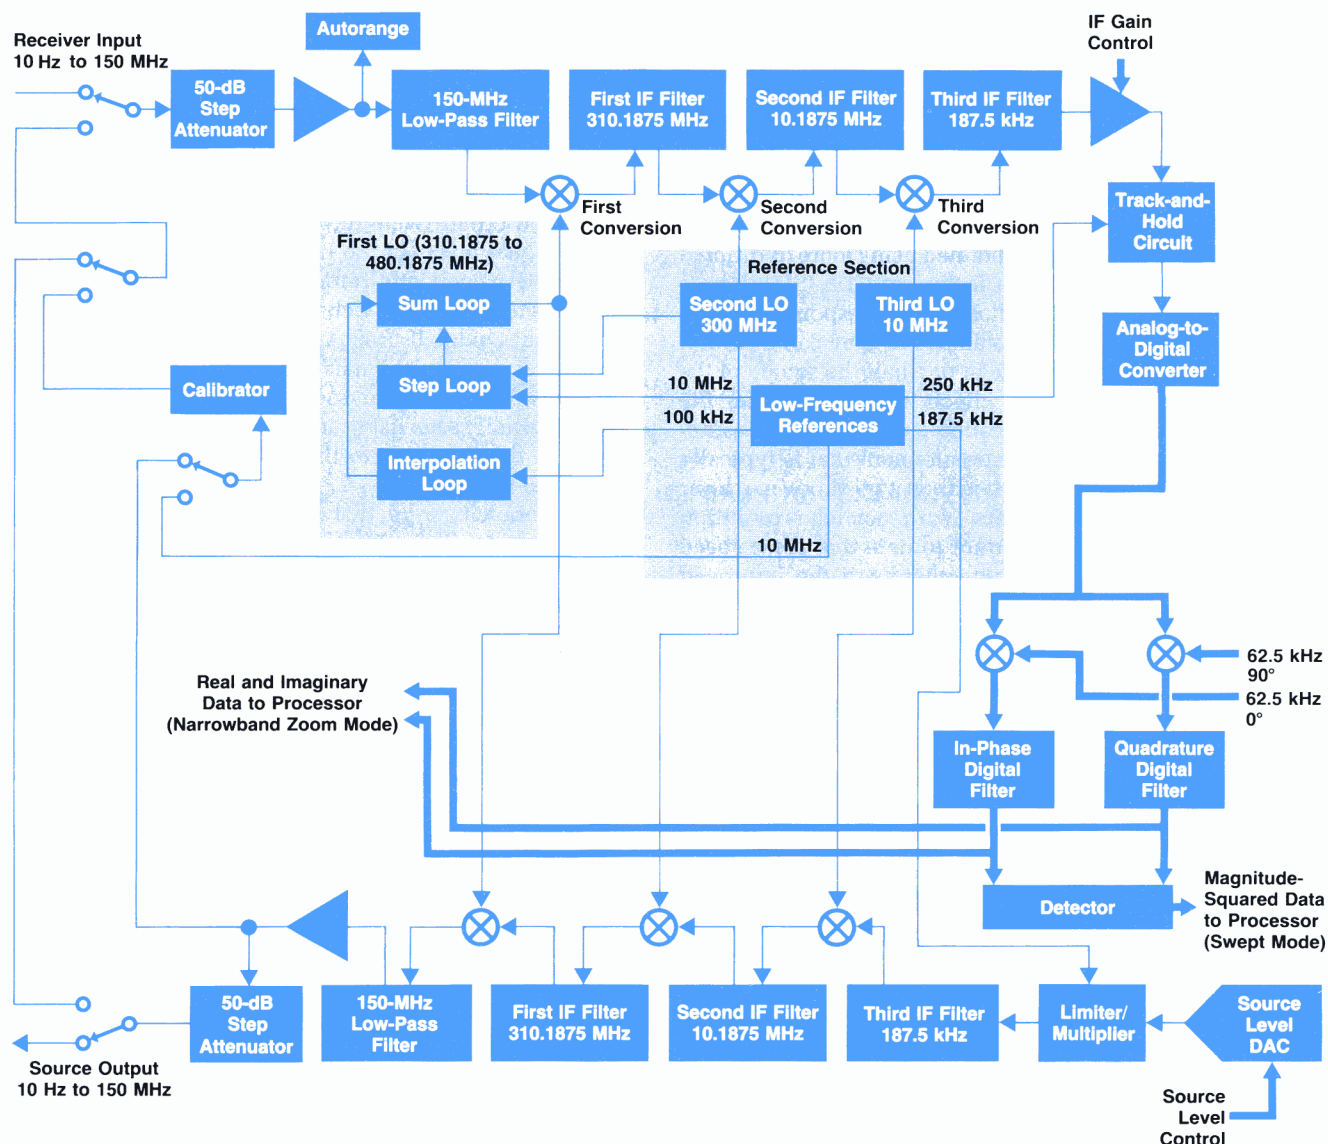 Receiver Input
10 Hz to 150 MHz
Autorange
IF Gain
Control
50-dB
Step
Attenuator
150-MHz
Low-Pass Filter
First IF Filter
310.1875 MHz
Second IF Filter
10.1875 MHz
Third IF Filter
187.5 kHz
First
Conversion
Second
Conversion
Third
Conversion
Track-and-
Hold
Circuit
First LO (310.1875 to
480.1875 MHz)
Sum Loop
Step Loop
Interpolation
Loop
Reference Section
Second LO
300 MHz
Third LO
10 MHz
10 MHz
100 kHz
Low-Frequency
References
250 kHz
187.5 kHz
10 MHz
Analog-to-
Digital
Converter
Calibrator
62.5 kHz
90°
62.5 kHz
0°
Real and Imaginary
Data to Processor
(Narrowband Zoom Mode)
In-Phase
Digital
Filter
Quadrature
Digital
Filter
Detector
Magnitude-
Squared Data
to Processor
(Swept Mode)
50-dB
Step
Attenuator
150-MHz
Low-Pass
Filter
First IF Filter
310.1875 MHz
Second IF Filter
10.1875 MHz
Third IF Filter
187.5 kHz
Limiter/
Multiplier
Source
Level
DAC
Source Output
10 Hz to 150 MHz
Source
Level
Control